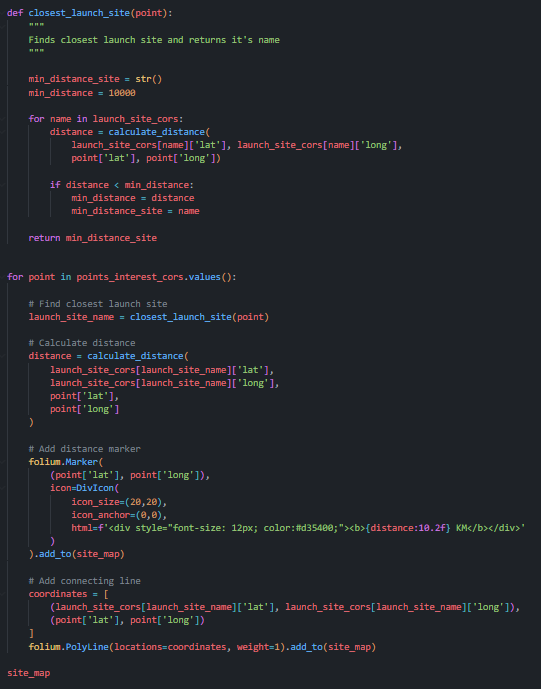 def closest_launch_site(point):
    """
    Finds closest launch site and returns it's name
    """
    min_distance_site = str()
    min_distance = 10000
    for name in launch_site_cors:
        distance = calculate_distance(
            launch_site_cors[name]['lat'], launch_site_cors[name]['long'],
            point['lat'], point['long'])
        if distance < min_distance:
            min_distance = distance
            min_distance_site = name
    return min_distance_site
for point in points_interest_cors.values():
    # Find closest launch site
    launch_site_name = closest_launch_site(point)
    # Calculate distance
    distance = calculate_distance(
        launch_site_cors[launch_site_name]['lat'],
        launch_site_cors[launch_site_name]['long'],
        point['lat'],
        point['long']
    )
    # Add distance marker
    folium.Marker(
        (point['lat'], point['long']),
        icon=DivIcon(
            icon_size=(20,20),
            icon_anchor=(0,0),
            html=f'<div style="font-size: 12px; color:#d35400;"><b>{distance:10.2f} KM</b></div>'
        )
    ).add_to(site_map)
    # Add connecting line
    coordinates = [
        (launch_site_cors[launch_site_name]['lat'], launch_site_cors[launch_site_name]['long']),
        (point['lat'], point['long'])
    ]
    folium.PolyLine(locations=coordinates, weight=1).add_to(site_map)
site_map